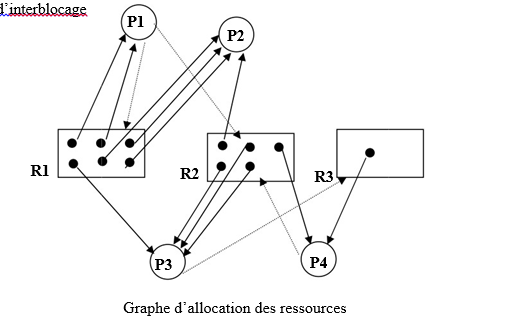 d'interblocage
P1
P2
R1
R2
R3
P3
P4
Graphe d'allocation des ressources